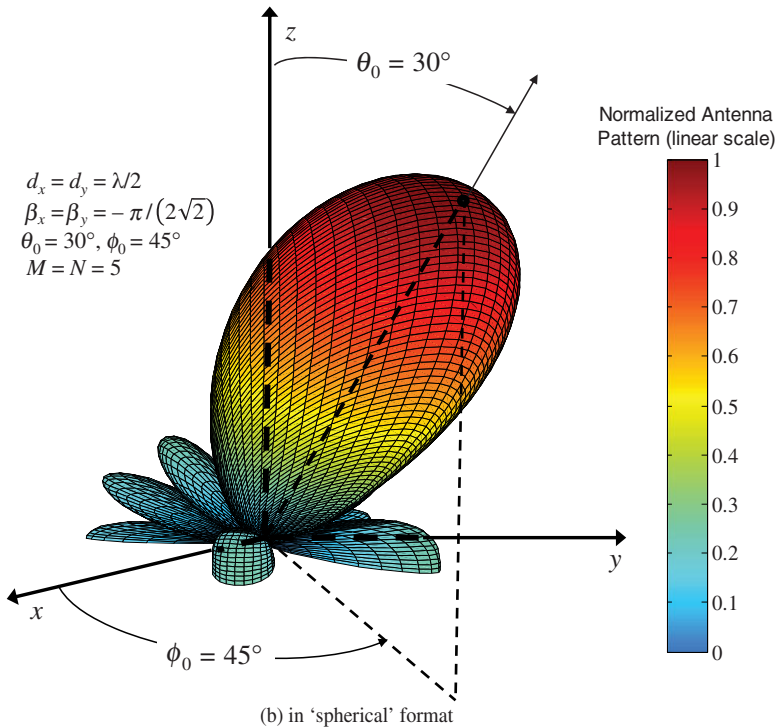 z
θ₀ = 30°
Normalized Antenna
Pattern (linear scale)
dₓ = d_y = λ/2
βₓ = β_y = − π/(2√2)
θ₀ = 30°, ϕ₀ = 45°
M = N = 5
1
0.9
0.8
0.7
0.6
0.5
0.4
0.3
0.2
0.1
0
y
x
ϕ₀ = 45°
(b) in ‘spherical’ format